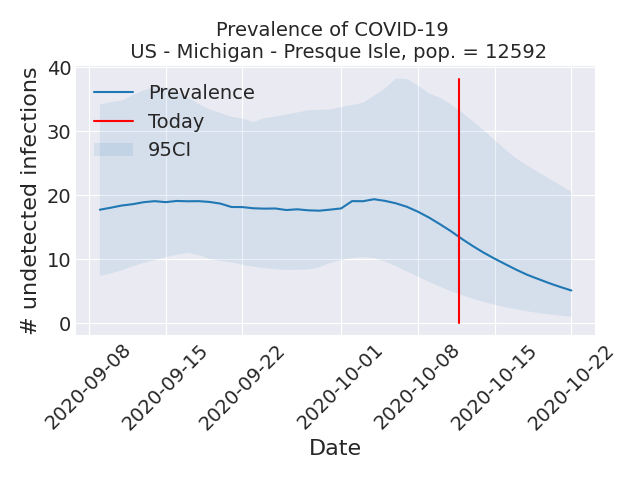 Prevalence of COVID-19
US - Michigan - Presque Isle, pop. = 12592
# undetected infections
40
30
20
10
0
Prevalence
Today
95CI
2020-09-08
2020-09-15
2020-09-22
2020-10-01
2020-10-08
2020-10-15
2020-10-22
Date